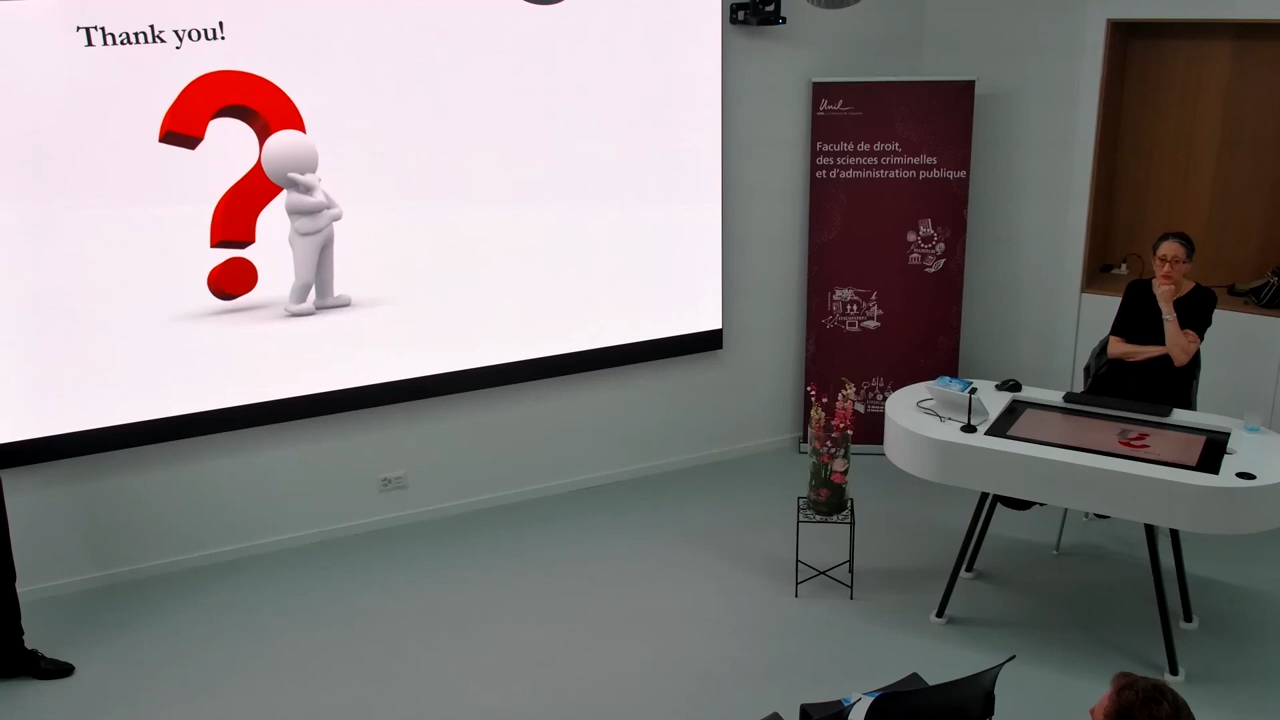 Thank you!
Unil
Faculté de droit,
des sciences criminelles
et d'administration publique